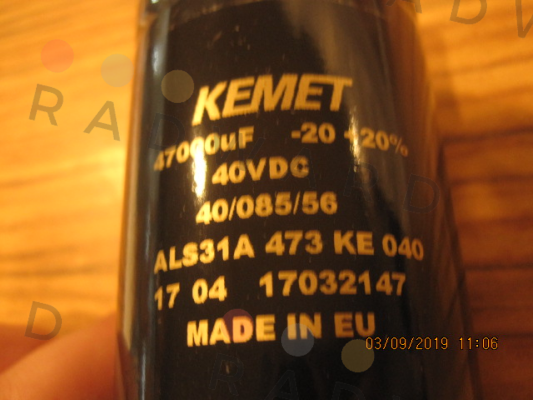 KEMET
47000uF -20 +20%
40VDC
40/085/56
ALS31A 473 KE 040
17 04 17032147
MADE IN EU
03/09/2019 11:06